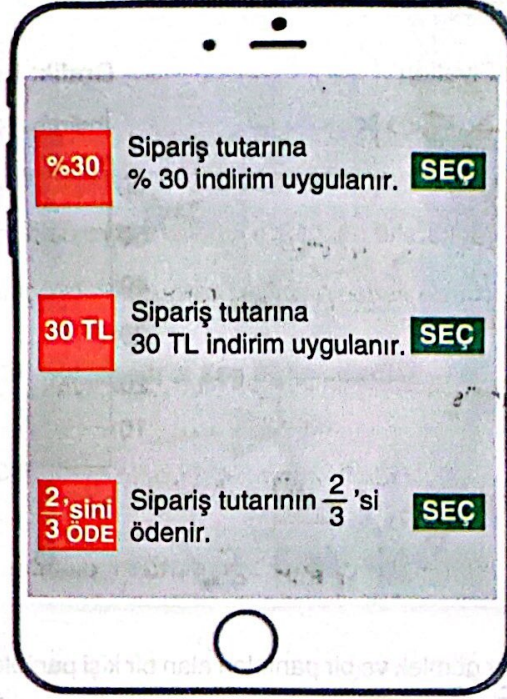 %30
Sipariş tutarına
% 30 indirim uygulanır.
SEÇ
30 TL
Sipariş tutarına
30 TL indirim uygulanır.
SEÇ
2/3'sini
ÖDE
Sipariş tutarının 2/3 'si
ödenir.
SEÇ